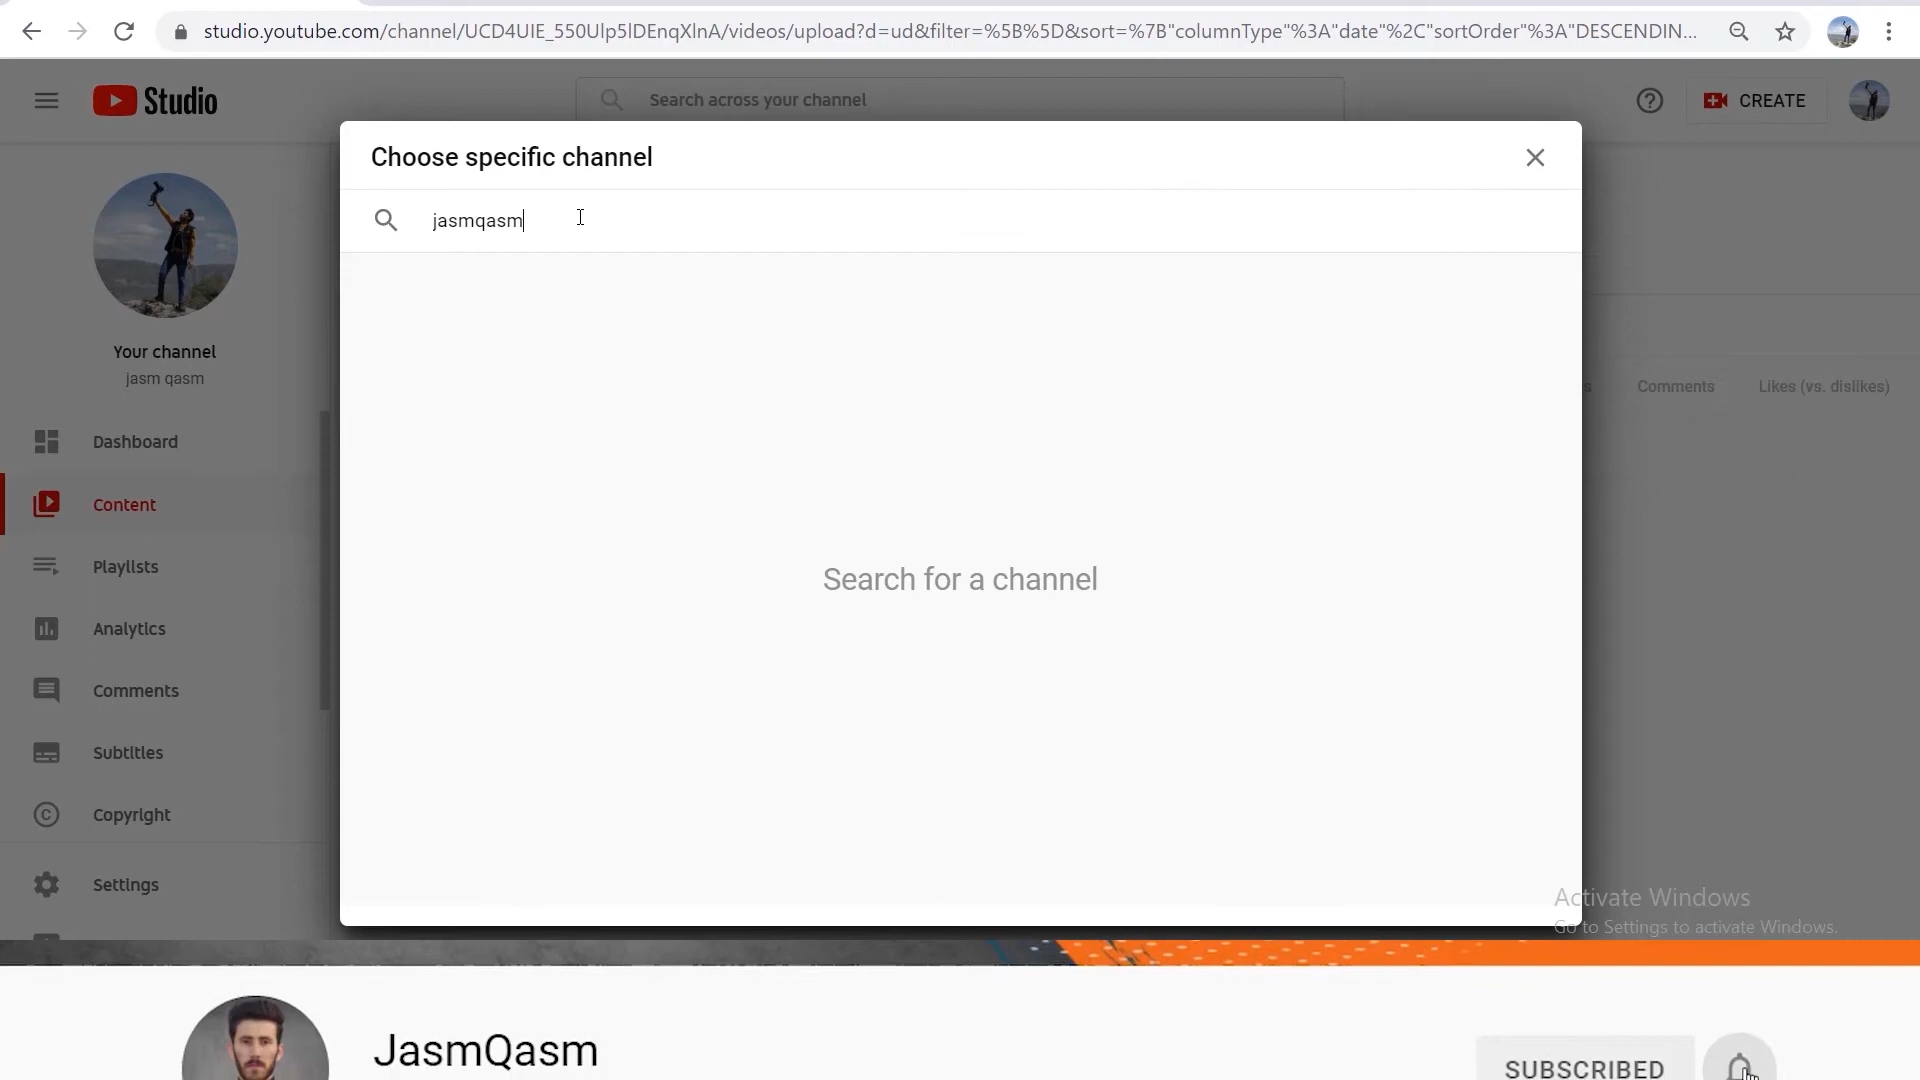 studio.youtube.com/channel/UCD4UIE_550Ulp5lDEnqXlnA/videos/upload?d=ud&filter=%5B%5D&sort=%7B"columnType"%3A"date"%2C"sortOrder"%3A"DESCENDIN...
Studio
Search across your channel
CREATE
Choose specific channel
jasmqasm
Your channel
jasm qasm
Comments
Likes (vs. dislikes)
Dashboard
Content
Playlists
Search for a channel
Analytics
Comments
Subtitles
Copyright
Settings
Activate Windows
Go to Settings to activate Windows.
JasmQasm
SUBSCRIBED